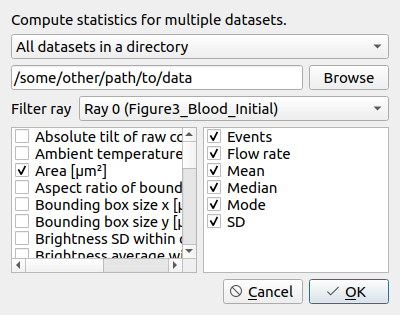 Compute statistics for multiple datasets.
All datasets in a directory
/some/other/path/to/data
Browse
Filter ray
Ray 0 (Figure3_Blood_Initial)
Absolute tilt of raw co
Ambient temperature
Area [µm²]
Aspect ratio of bound
Bounding box size x [µ
Bounding box size y [µ
Brightness SD within c
Brightness average wi
Events
Flow rate
Mean
Median
Mode
SD
Cancel
OK